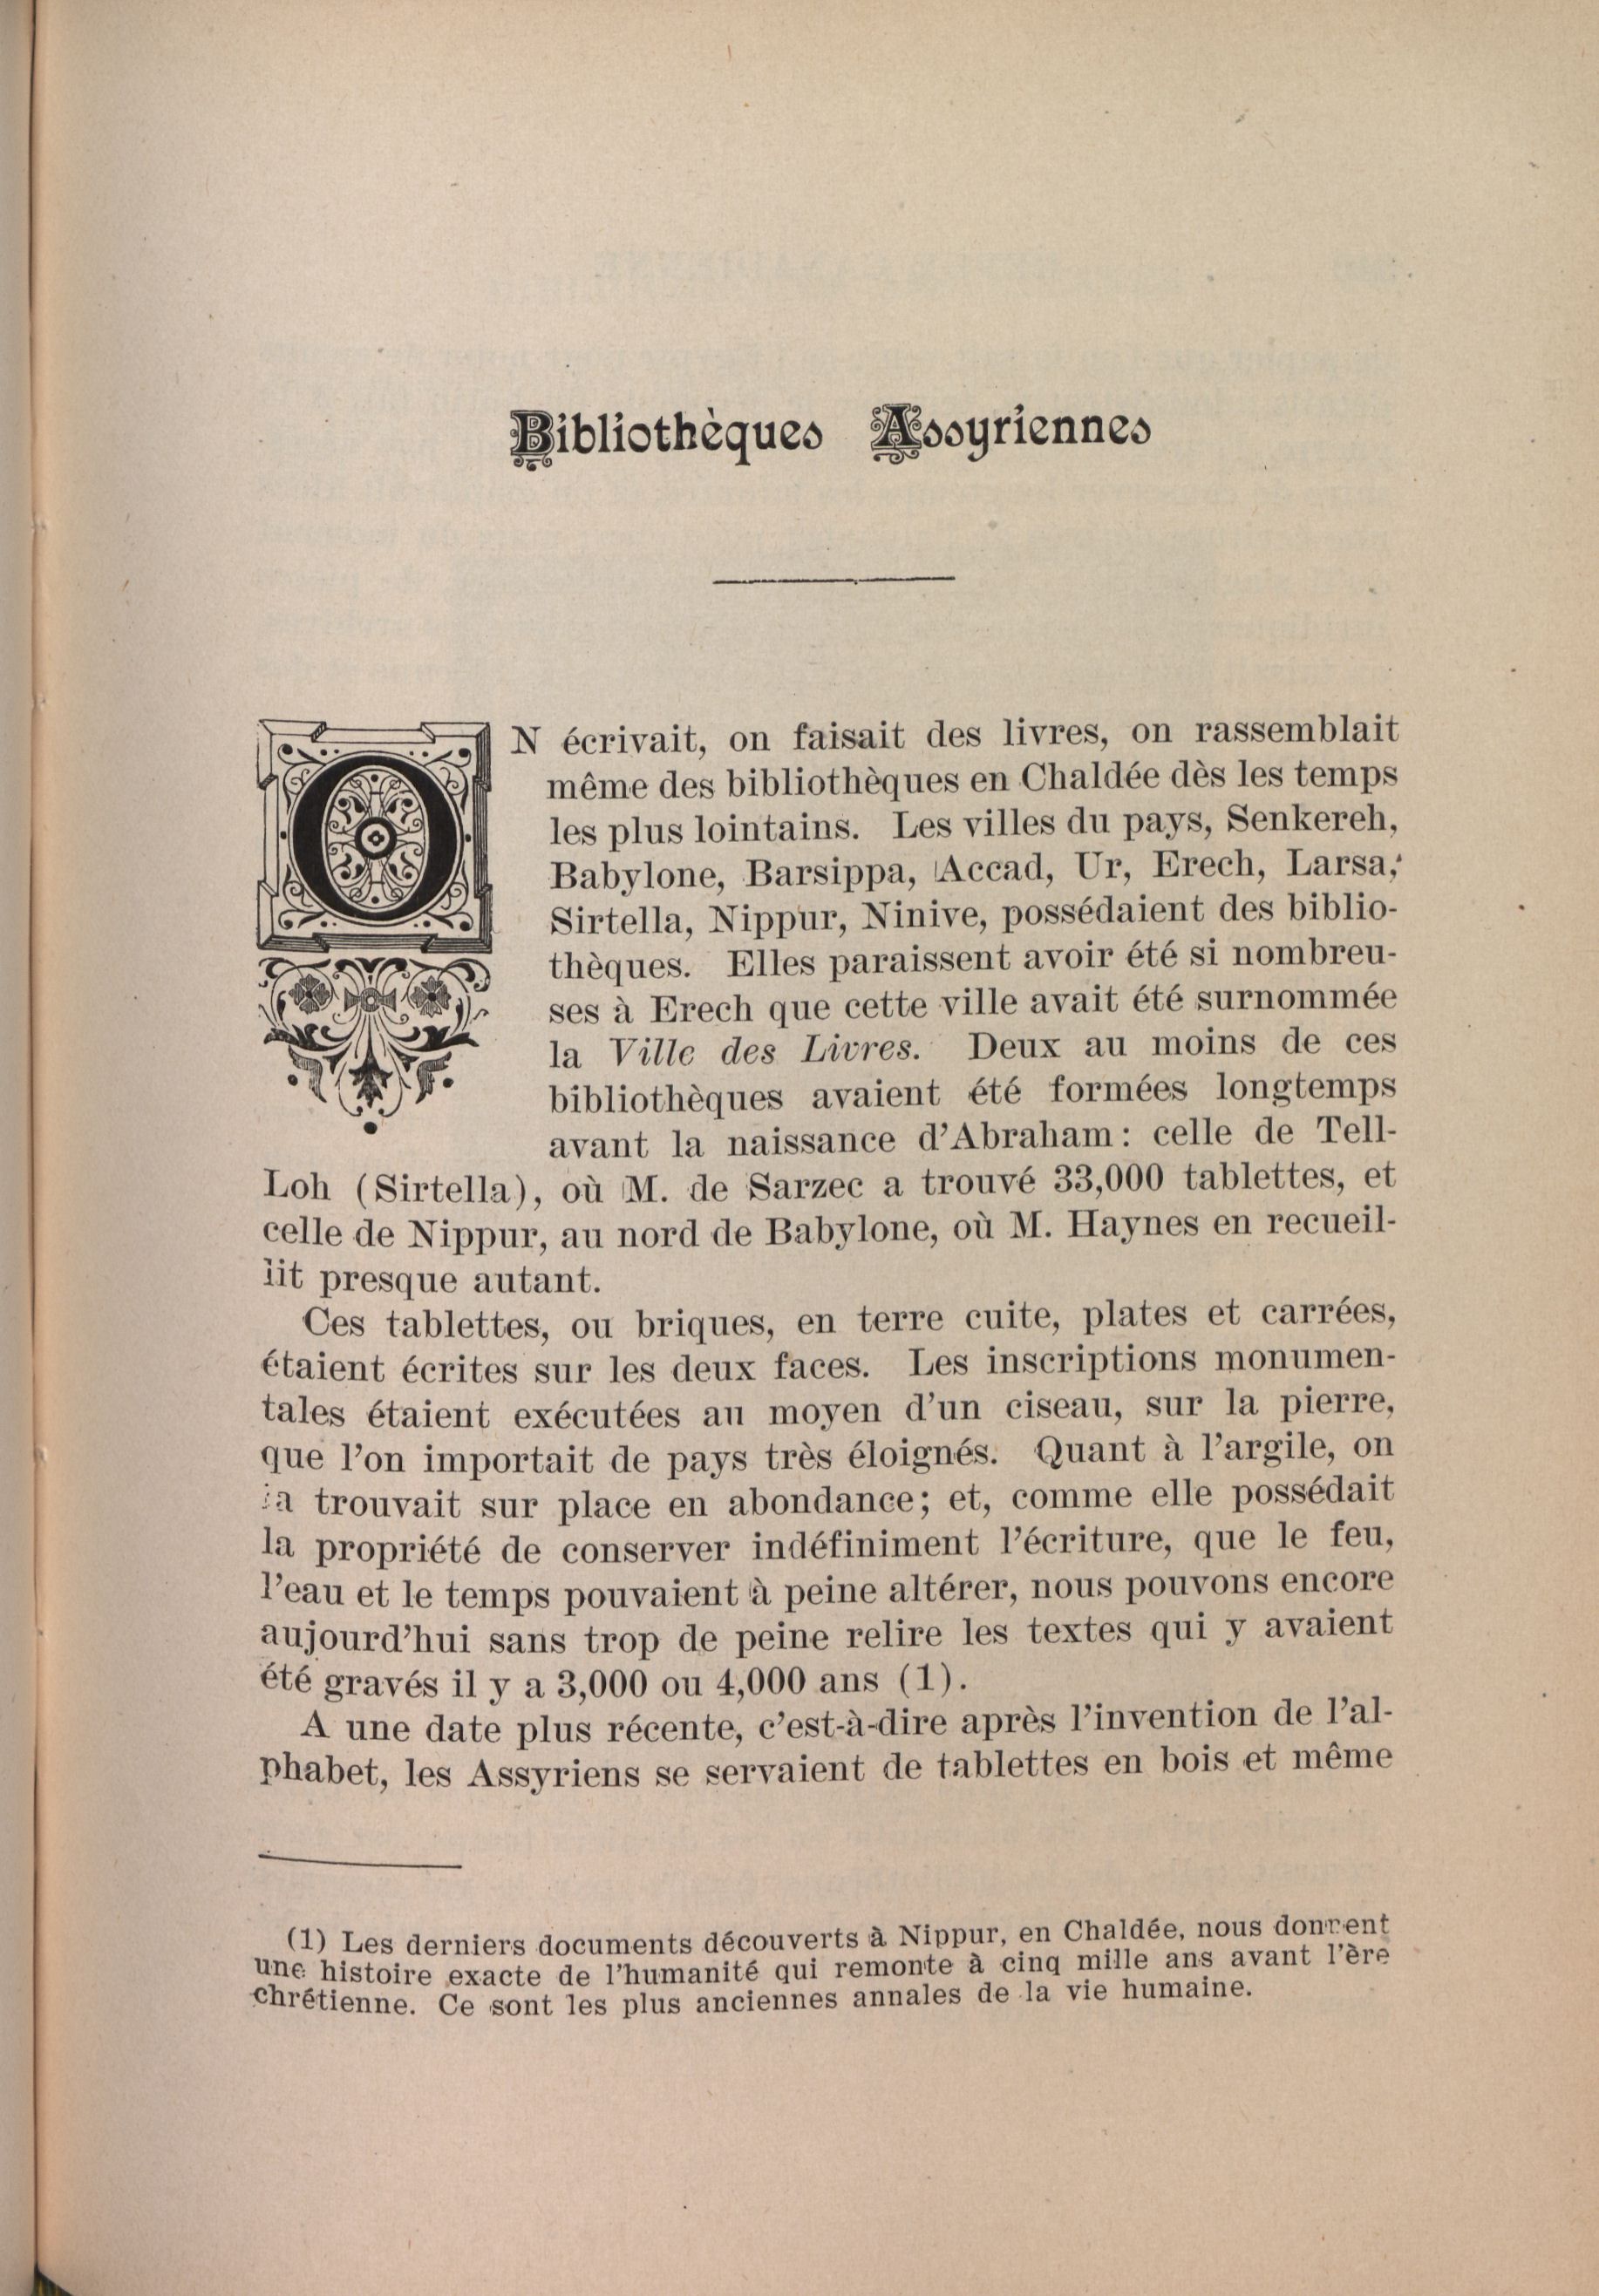 Bibliothèques Assyriennes
ON écrivait, on faisait des livres, on rassemblait
même des bibliothèques en Chaldée dès les temps
les plus lointains. Les villes du pays, Senkereh,
Babylone, Barsippa, Accad, Ur, Erech, Larsa,
Sirtella, Nippur, Ninive, possédaient des biblio-
thèques. Elles paraissent avoir été si nombreu-
ses à Erech que cette ville avait été surnommée
la Ville des Livres. Deux au moins de ces
bibliothèques avaient été formées longtemps
avant la naissance d'Abraham: celle de Tell-
Loh (Sirtella), où M. de Sarzec a trouvé 33,000 tablettes, et
celle de Nippur, au nord de Babylone, où M. Haynes en recueil-
lit presque autant.
Ces tablettes, ou briques, en terre cuite, plates et carrées,
étaient écrites sur les deux faces. Les inscriptions monumen-
tales étaient exécutées au moyen d'un ciseau, sur la pierre,
que l'on importait de pays très éloignés. Quant à l'argile, on
la trouvait sur place en abondance; et, comme elle possédait
la propriété de conserver indéfiniment l'écriture, que le feu,
l'eau et le temps pouvaient à peine altérer, nous pouvons encore
aujourd'hui sans trop de peine relire les textes qui y avaient
été gravés il y a 3,000 ou 4,000 ans (1).
A une date plus récente, c'est-à-dire après l'invention de l'al-
phabet, les Assyriens se servaient de tablettes en bois et même
(1) Les derniers documents découverts à Nippur, en Chaldée, nous donnent
une histoire exacte de l'humanité qui remonte à cinq mille ans avant l'ère
chrétienne. Ce sont les plus anciennes annales de la vie humaine.